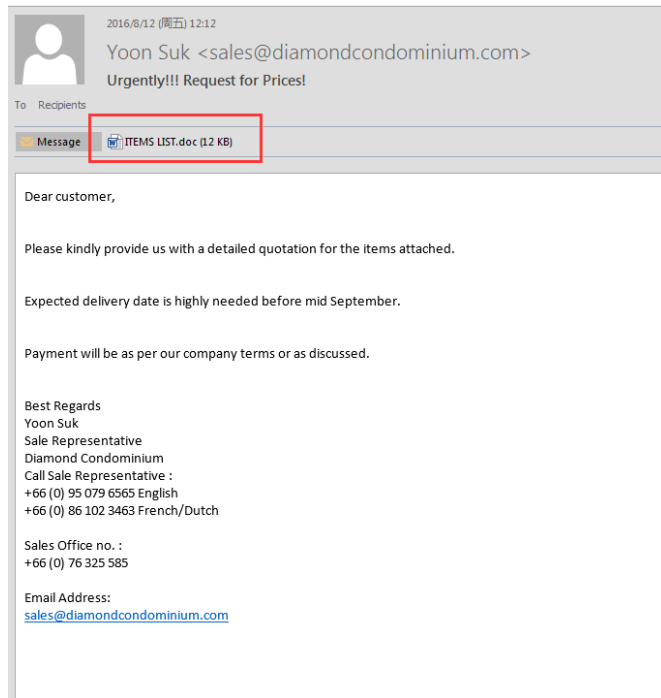 2016/8/12 (周五) 12:12
Yoon Suk <sales@diamondcondominium.com>
Urgently!!! Request for Prices!
To Recipients
Message ITEMS LIST.doc (12 KB)
Dear customer,
Please kindly provide us with a detailed quotation for the items attached.
Expected delivery date is highly needed before mid September.
Payment will be as per our company terms or as discussed.
Best Regards
Yoon Suk
Sale Representative
Diamond Condominium
Call Sale Representative :
+66 (0) 95 079 6565 English
+66 (0) 86 102 3463 French/Dutch
Sales Office no. :
+66 (0) 76 325 585
Email Address:
sales@diamondcondominium.com